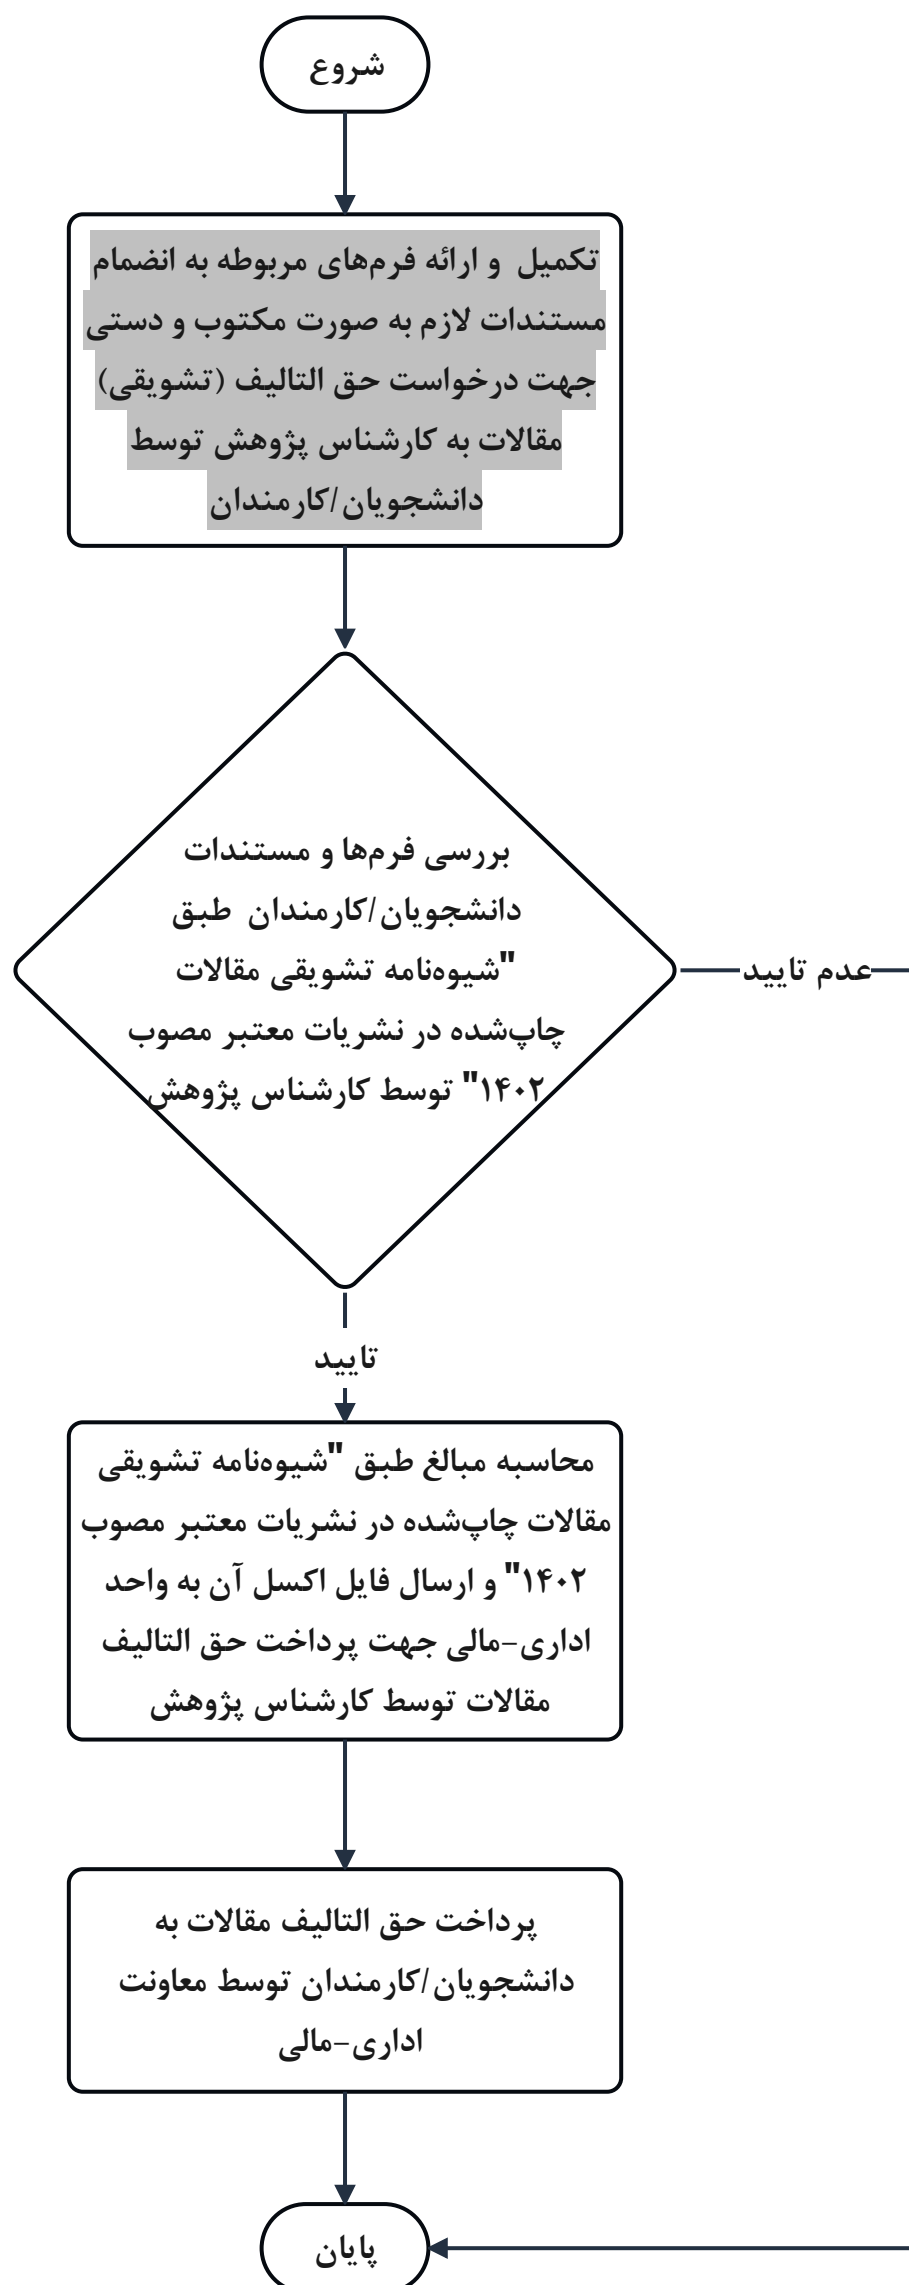 شروع
تکمیل و ارائه فرم‌های مربوطه به انضمام
مستندات لازم به صورت مکتوب و دستی
جهت درخواست حق التالیف (تشویقی)
مقالات به کارشناس پژوهش توسط
دانشجویان/کارمندان
بررسی فرم‌ها و مستندات
دانشجویان/کارمندان طبق
"شیوه‌نامه تشویقی مقالات
چاپ‌شده در نشریات معتبر مصوب
۱۴۰۲" توسط کارشناس پژوهش
عدم تایید
تایید
محاسبه مبالغ طبق "شیوه‌نامه تشویقی
مقالات چاپ‌شده در نشریات معتبر مصوب
۱۴۰۲" و ارسال فایل اکسل آن به واحد
اداری-مالی جهت پرداخت حق التالیف
مقالات توسط کارشناس پژوهش
پرداخت حق التالیف مقالات به
دانشجویان/کارمندان توسط معاونت
اداری-مالی
پایان